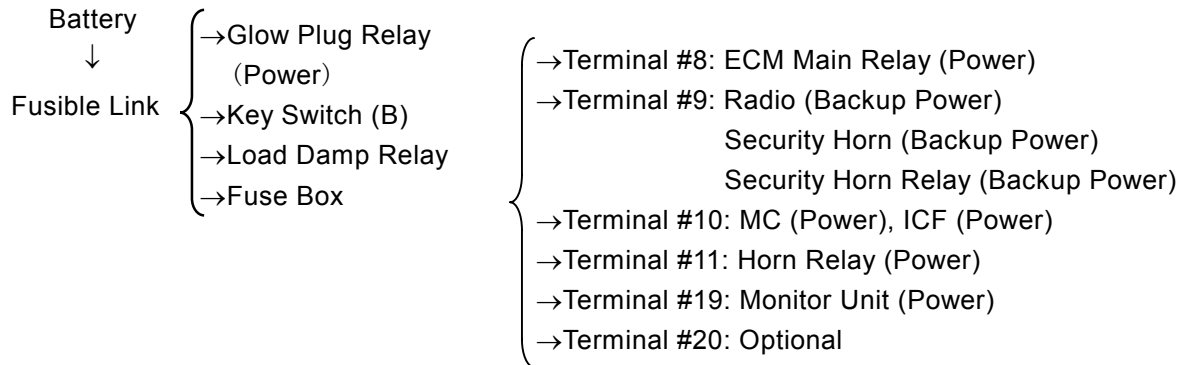 Battery
↓
Fusible Link
→Glow Plug Relay
（Power）
→Key Switch (B)
→Load Damp Relay
→Fuse Box
→Terminal #8: ECM Main Relay (Power)
→Terminal #9: Radio (Backup Power)
Security Horn (Backup Power)
Security Horn Relay (Backup Power)
→Terminal #10: MC (Power), ICF (Power)
→Terminal #11: Horn Relay (Power)
→Terminal #19: Monitor Unit (Power)
→Terminal #20: Optional